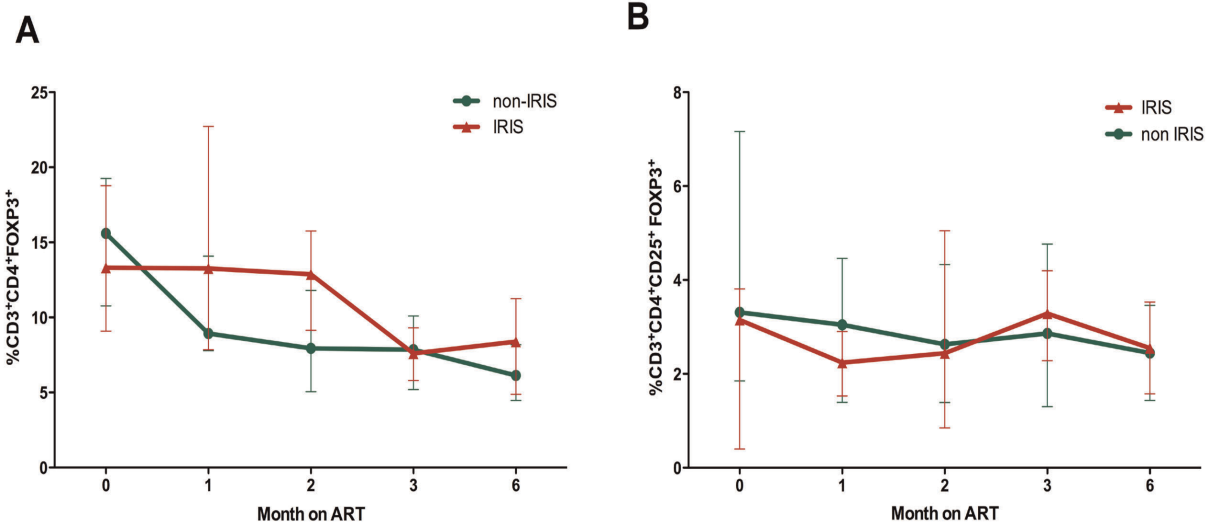 A
%CD3⁺CD4⁺FOXP3⁺
25
20
15
10
5
0
non-IRIS
IRIS
0 1 2 3 6
Month on ART
B
%CD3⁺CD4⁺CD25⁺ FOXP3⁺
8
6
4
2
0
IRIS
non IRIS
0 1 2 3 6
Month on ART